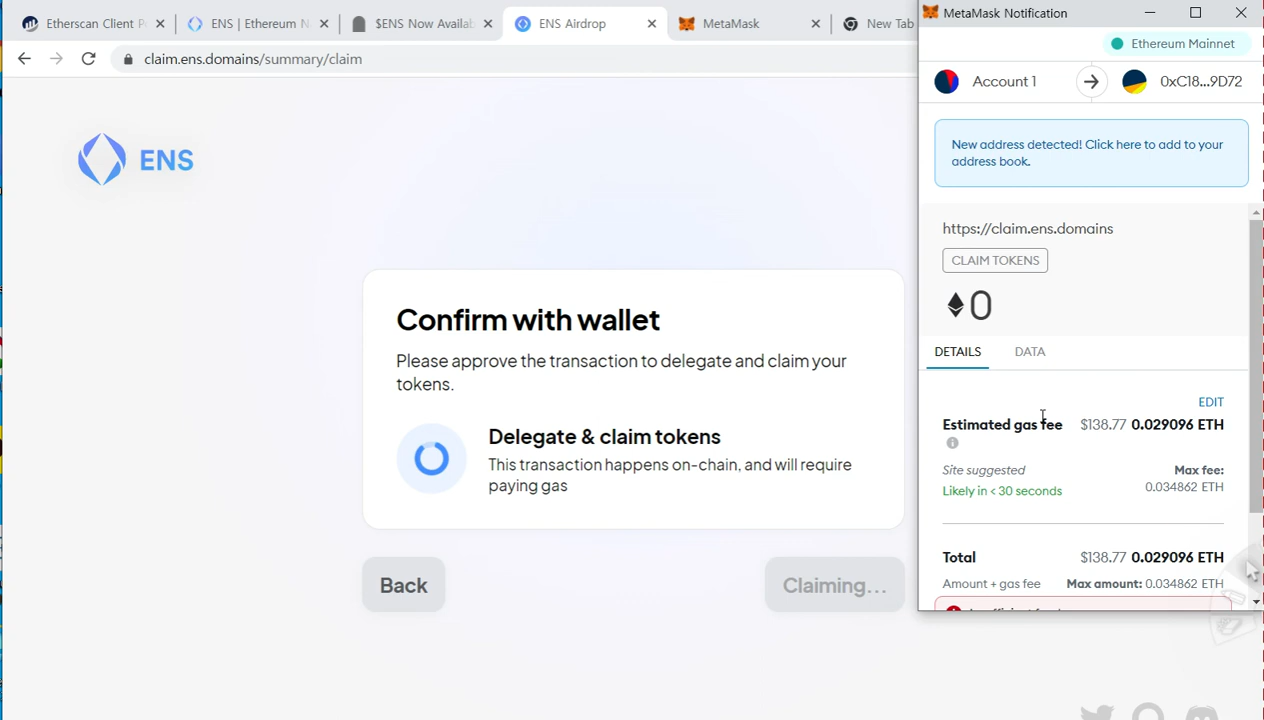 Etherscan Client P
ENS | Ethereum N
$ENS Now Availab
ENS Airdrop
MetaMask
New Tab
claim.ens.domains/summary/claim
ENS
Confirm with wallet
Please approve the transaction to delegate and claim your
tokens.
Delegate & claim tokens
This transaction happens on-chain, and will require
paying gas
Back
Claiming...
MetaMask Notification
Ethereum Mainnet
Account 1
0xC18...9D72
New address detected! Click here to add to your
address book.
https://claim.ens.domains
CLAIM TOKENS
0
DETAILS
DATA
EDIT
Estimated gas fee $138.77 0.029096 ETH
Site suggested Max fee:
Likely in < 30 seconds 0.034862 ETH
Total $138.77 0.029096 ETH
Amount + gas fee Max amount: 0.034862 ETH